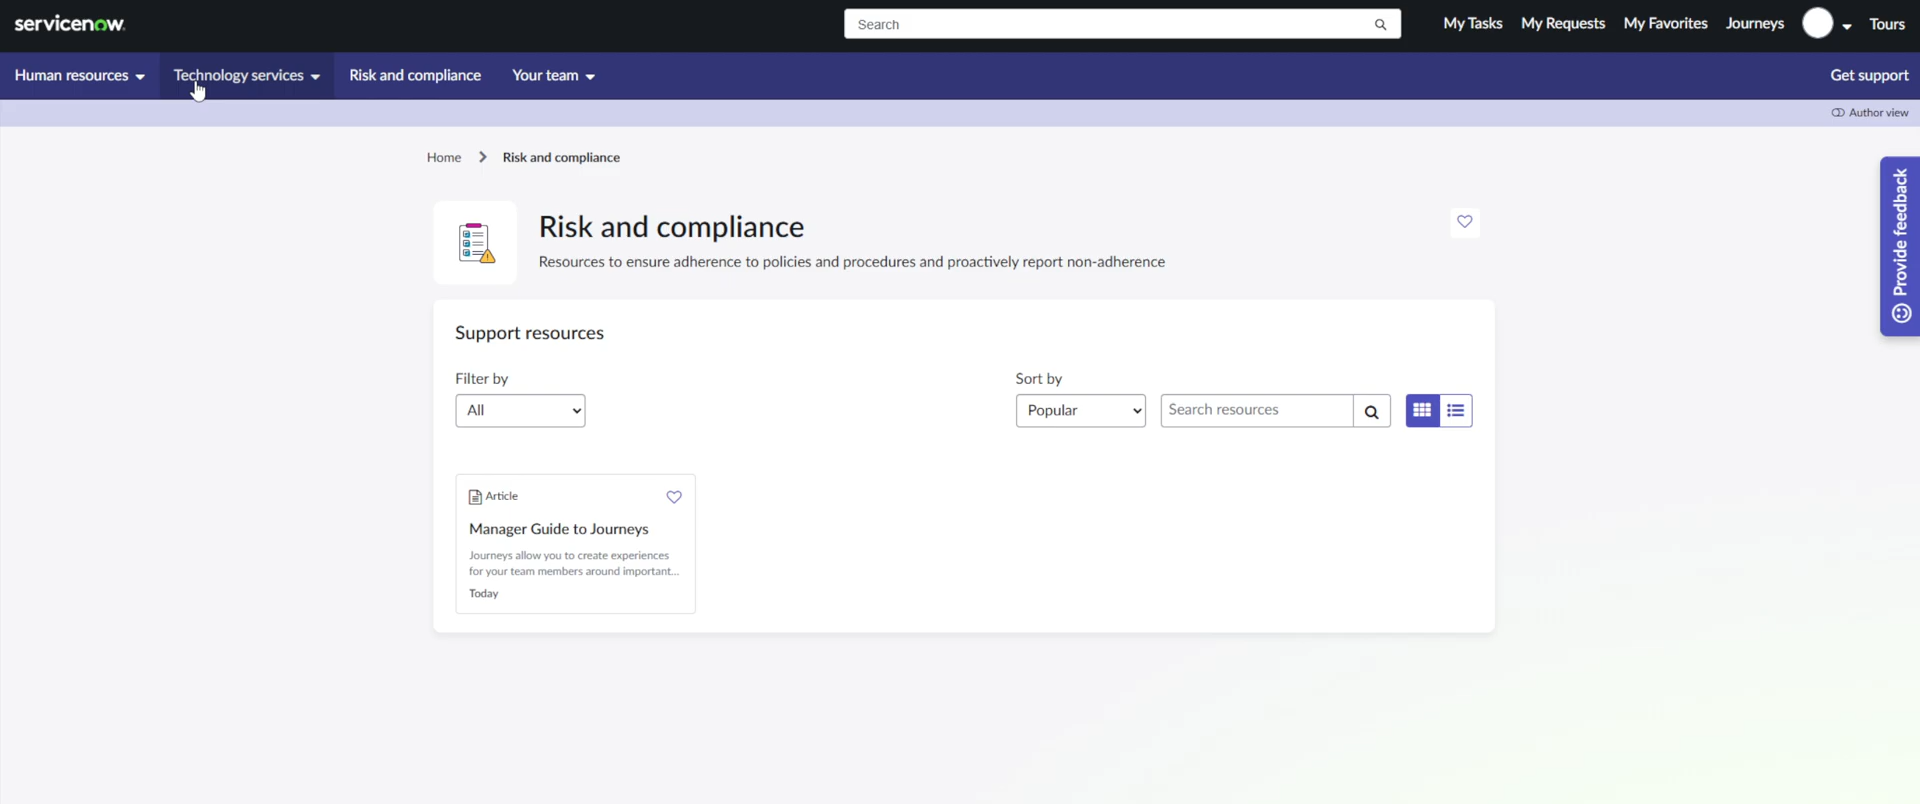 servicenow
Search
My Tasks
My Requests
My Favorites
Journeys
Tours
Human resources
Technology services
Risk and compliance
Your team
Get support
Author view
Home
Risk and compliance
Risk and compliance
Resources to ensure adherence to policies and procedures and proactively report non-adherence
Provide feedback
Support resources
Filter by
All
Sort by
Popular
Search resources
Article
Manager Guide to Journeys
Journeys allow you to create experiences
for your team members around important...
Today